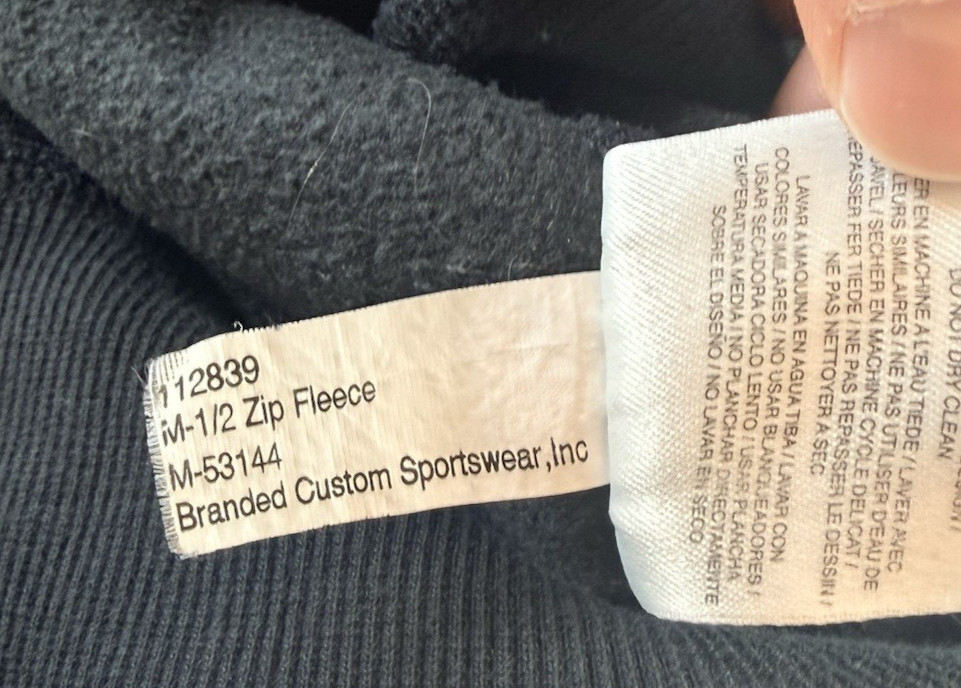 112839
M-1/2 Zip Fleece
M-53144
Branded Custom Sportswear,Inc
DO NOT DRY CLEAN
EN MACHINE À L'EAU TIEDE / LAVER AVEC
SIMILAIRES / NE PAS UTILISER D'EAU DE
JAVEL / SECHER EN MACHINE CYCLE DELICAT /
REPASSER FER TIEDE / NE PAS REPASSER LE DESSIN /
NE PAS NETTOYER A SEC
LAVAR A MAQUINA EN AGUA TIBIA / LAVAR CON
COLORES SIMILARES / NO USAR BLANQUEADORES /
USAR SECADORA CICLO LENTO / USAR PLANCHA
TEMPERATURA MEDIA / NO PLANCHAR DIRECTAMENTE
SOBRE EL DISEÑO / NO LAVAR EN SECO